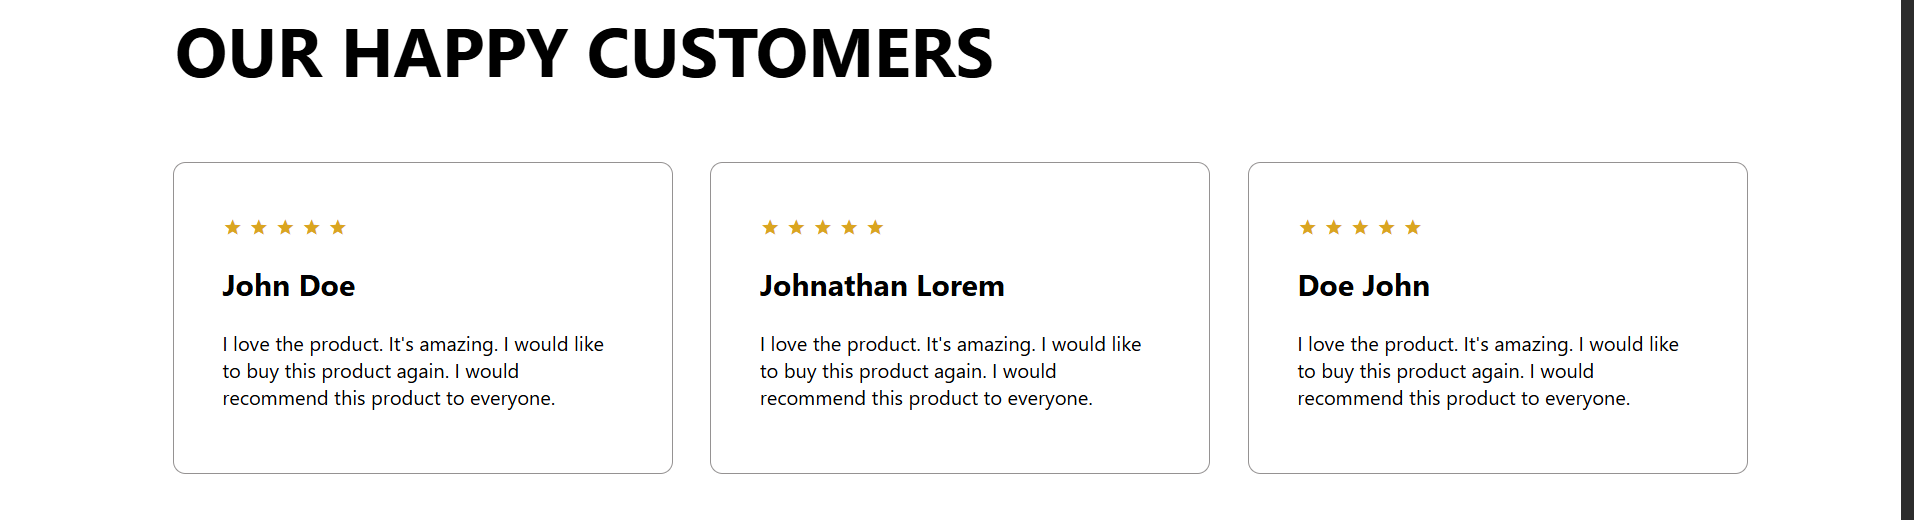 OUR HAPPY CUSTOMERS
John Doe
I love the product. It's amazing. I would like
to buy this product again. I would
recommend this product to everyone.
Johnathan Lorem
I love the product. It's amazing. I would like
to buy this product again. I would
recommend this product to everyone.
Doe John
I love the product. It's amazing. I would like
to buy this product again. I would
recommend this product to everyone.